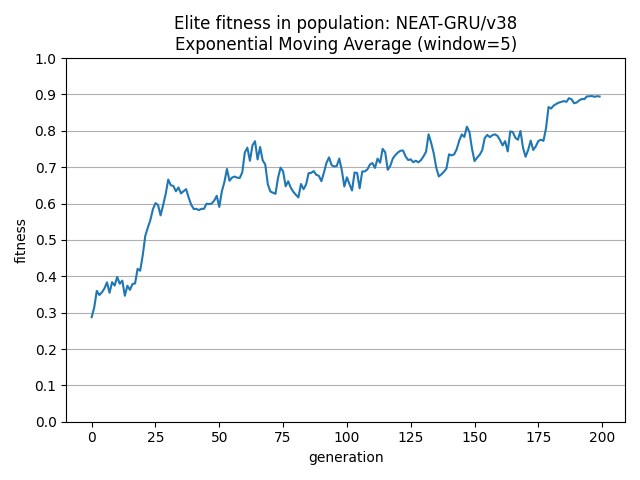 Elite fitness in population: NEAT-GRU/v38
Exponential Moving Average (window=5)
1.0
0.9
0.8
0.7
0.6
0.5
0.4
0.3
0.2
0.1
0.0
fitness
0 25 50 75 100 125 150 175 200
generation